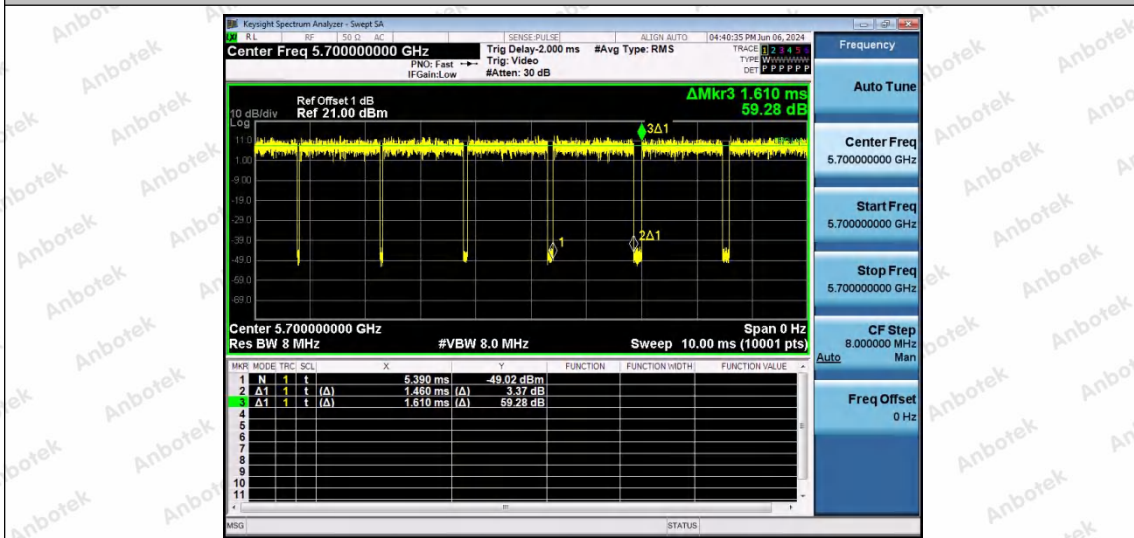 Keysight Spectrum Analyzer - Swept SA
RL RF 50 Ω AC SENSE:PULSE ALIGN AUTO 04:40:35 PM Jun 06, 2024
Center Freq 5.700000000 GHz
PNO: Fast
IFGain:Low
Trig Delay-2.000 ms
Trig: Video
#Atten: 30 dB
#Avg Type: RMS
TRACE 1 2 3 4 5 6
TYPE WWWWWW
DET P P P P P P
Ref Offset 1 dB
10 dB/div Ref 21.00 dBm
Log
ΔMkr3 1.610 ms
59.28 dB
11.0
1.00
-9.00
-19.0
-29.0
-39.0
-49.0
-59.0
-69.0
3Δ1
1
2Δ1
Center 5.700000000 GHz Span 0 Hz
Res BW 8 MHz #VBW 8.0 MHz Sweep 10.00 ms (10001 pts)
MKR MODE TRC SCL X Y FUNCTION FUNCTION WIDTH FUNCTION VALUE
1 N 1 t 5.390 ms -49.02 dBm
2 Δ1 1 t (Δ) 1.460 ms (Δ) 3.37 dB
3 Δ1 1 t (Δ) 1.610 ms (Δ) 59.28 dB
4
5
6
7
8
9
10
11
MSG STATUS
Frequency
Auto Tune
Center Freq
5.700000000 GHz
Start Freq
5.700000000 GHz
Stop Freq
5.700000000 GHz
CF Step
8.000000 MHz
Auto Man
Freq Offset
0 Hz
Anbotek